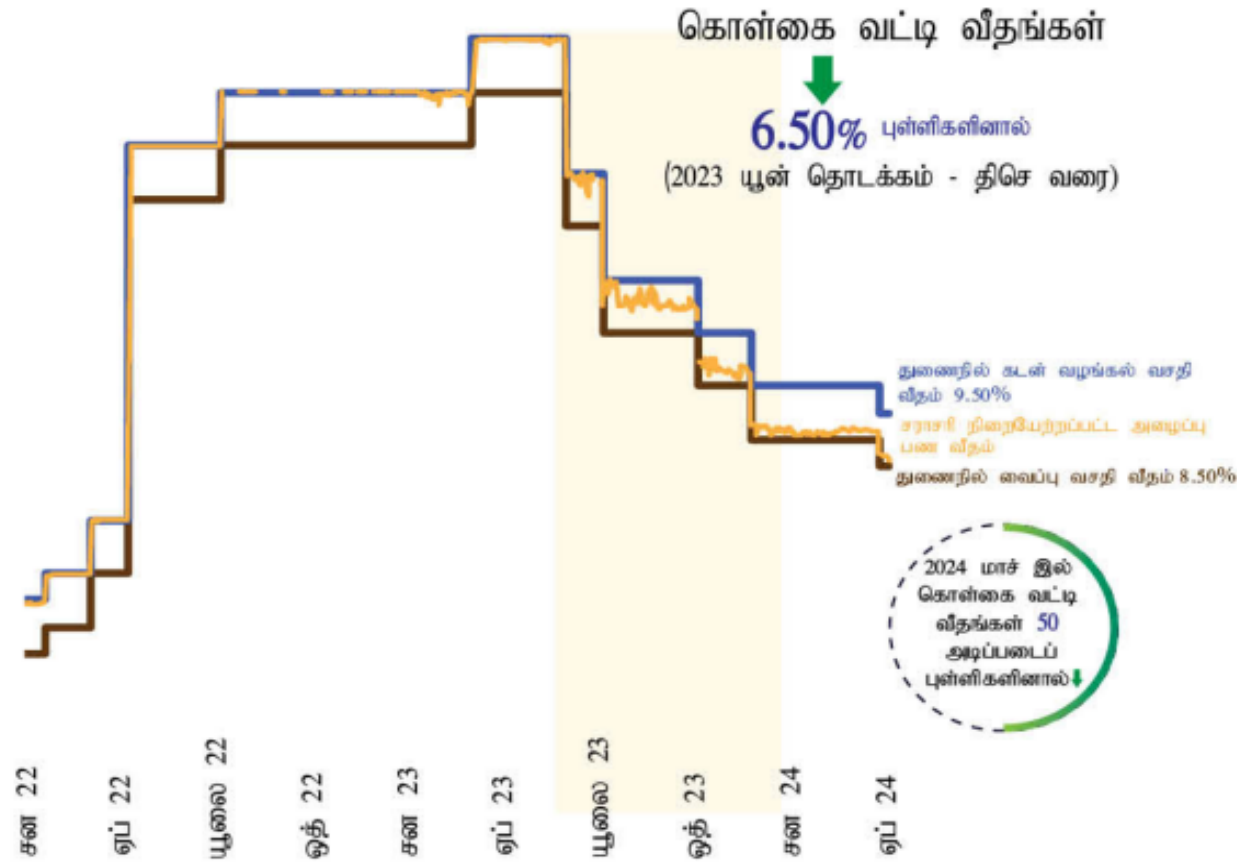 கொள்கை வட்டி வீதங்கள்
6.50% புள்ளிகளினால்
(2023 யூன் தொடக்கம் - திசெ வரை)
துணைநில் கடன் வழங்கல் வசதி
வீதம் 9.50%
சராசரி நிறையேற்றப்பட்ட அழைப்பு
பண வீதம்
துணைநில் வைப்பு வசதி வீதம் 8.50%
2024 மாச் இல்
கொள்கை வட்டி
வீதங்கள் 50
அடிப்படைப்
புள்ளிகளினால்
சன 22
ஏப் 22
யூலை 22
ஒத் 22
சன 23
ஏப் 23
யூலை 23
ஒத் 23
சன 24
ஏப் 24